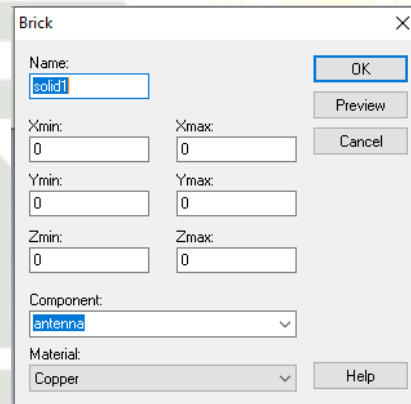 Brick
Name:
solid1
OK
Preview
Cancel
Xmin: Xmax:
0 0
Ymin: Ymax:
0 0
Zmin: Zmax:
0 0
Component:
antenna
Material:
Copper
Help